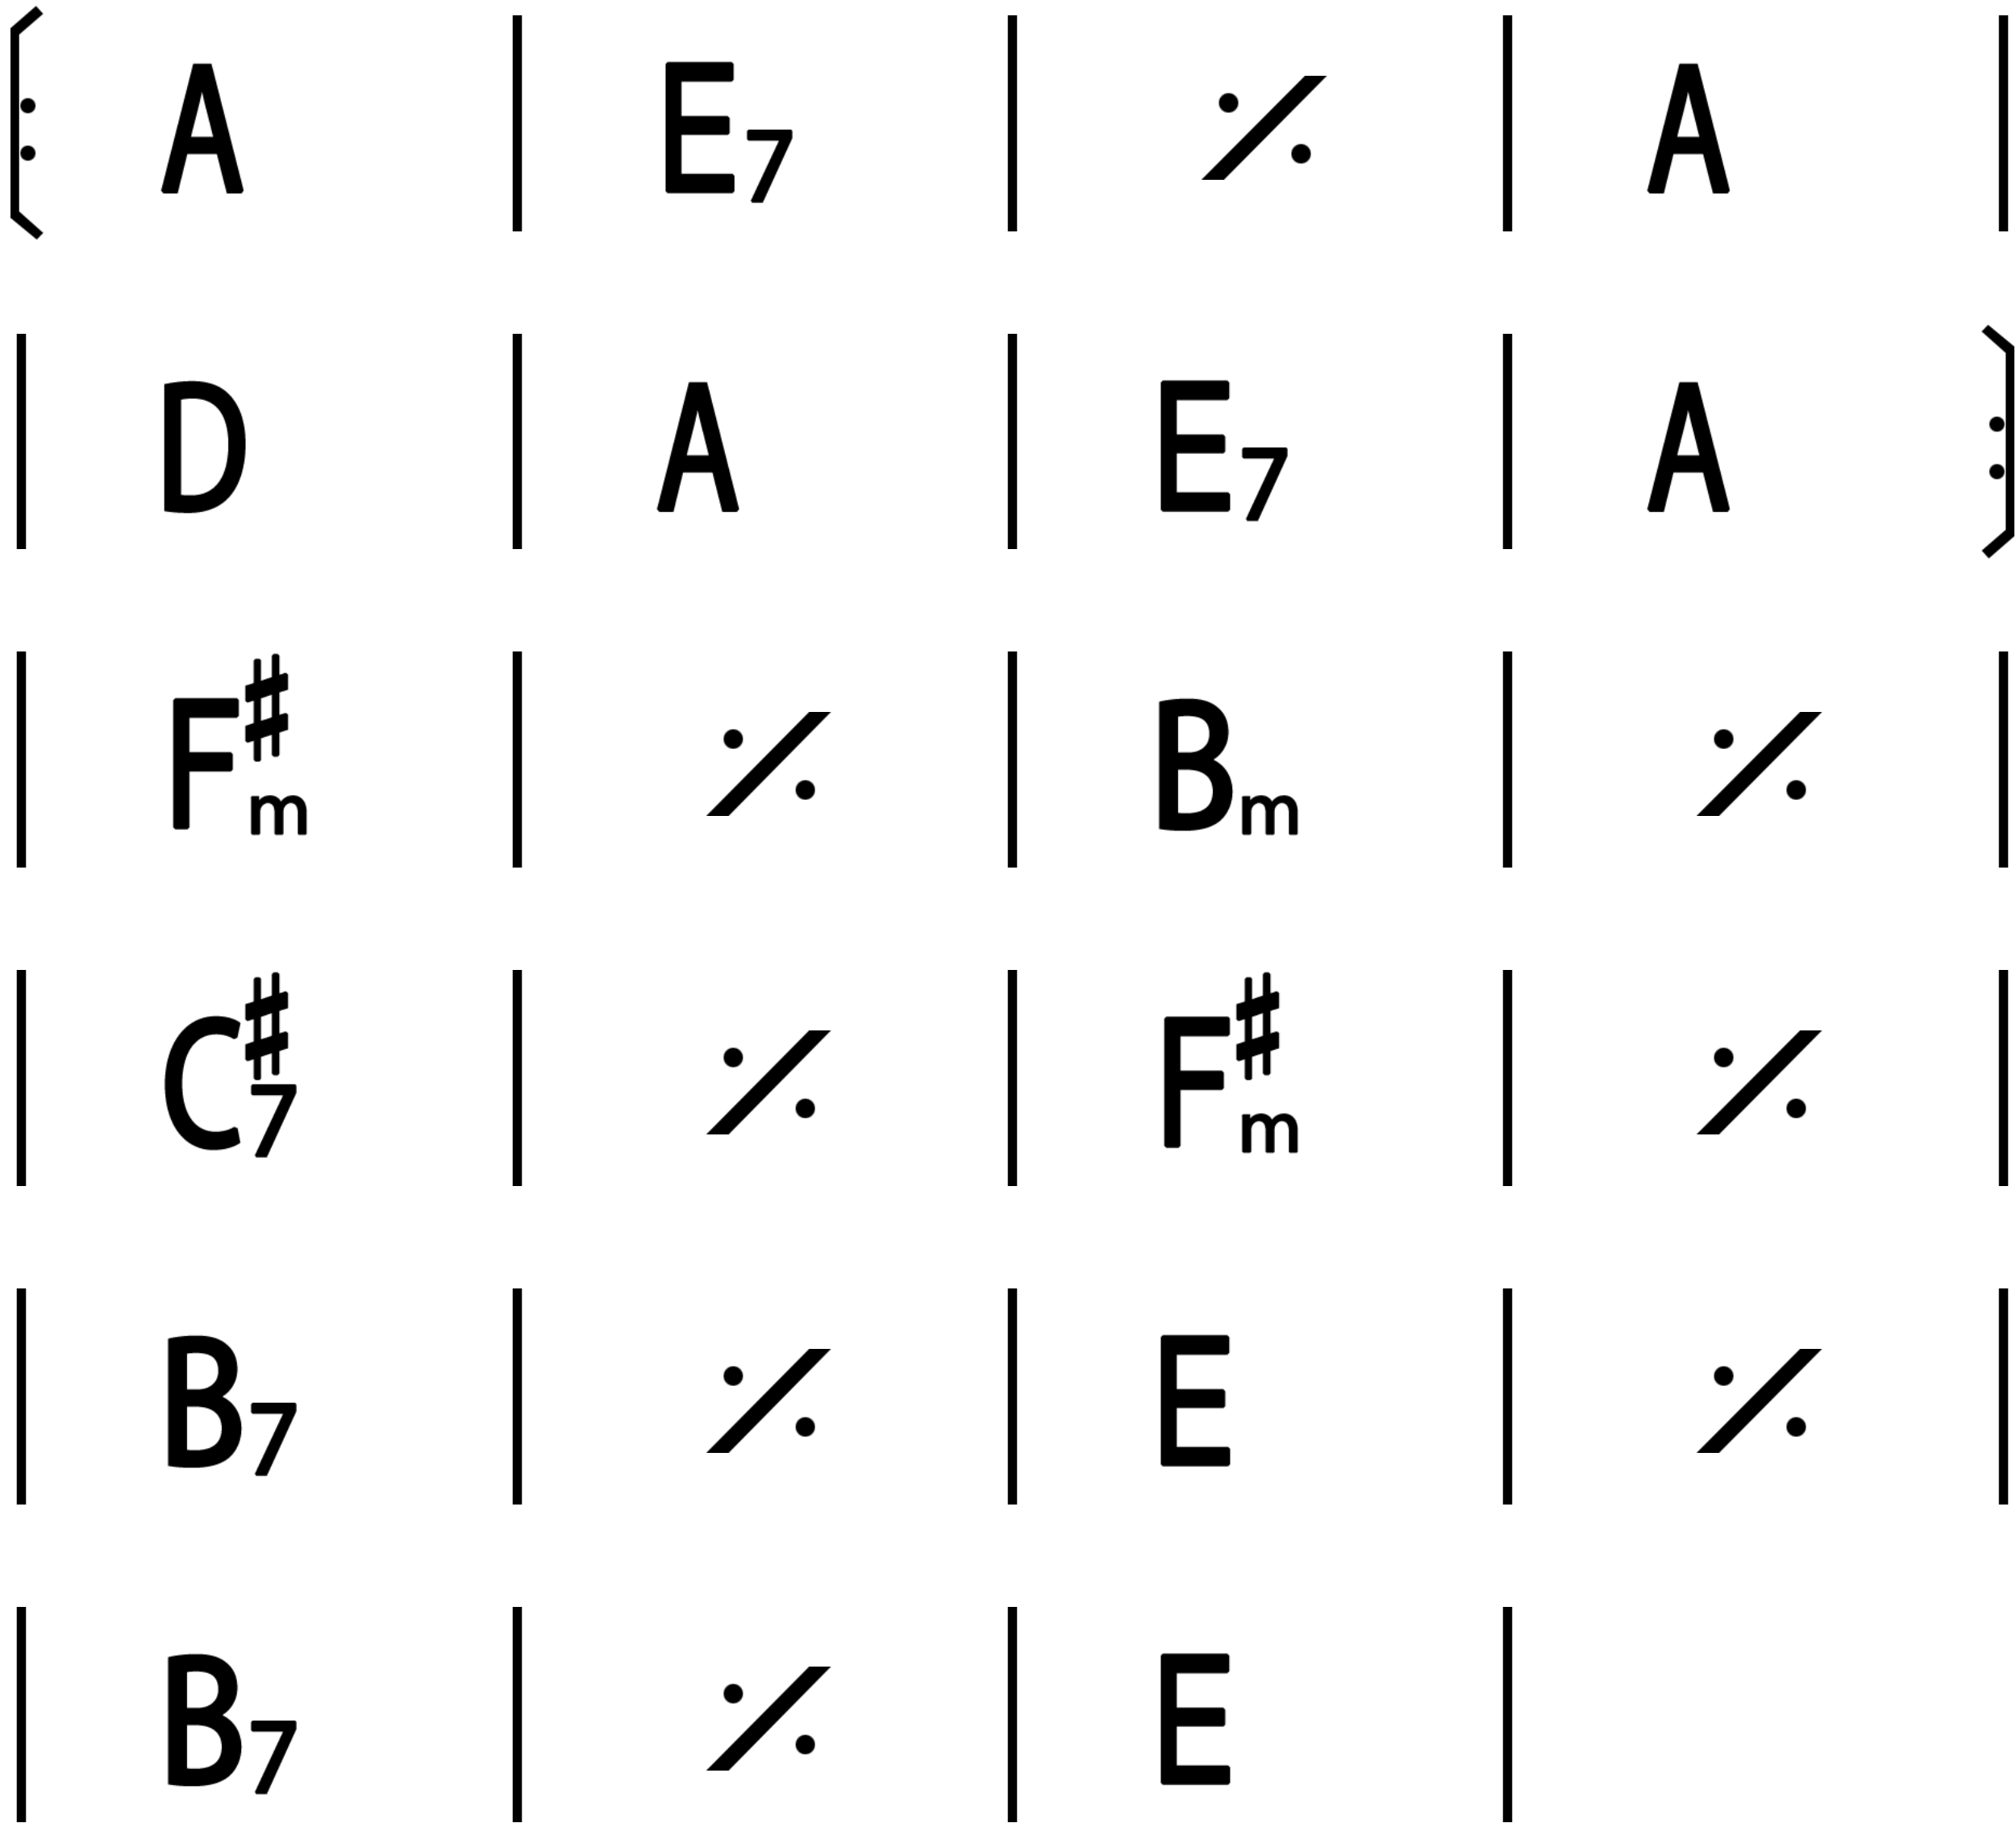 A | E7 | 𝄎 | A |
| D | A | E7 | A
| F♯m | 𝄎 | Bm | 𝄎 |
| C♯7 | 𝄎 | F♯m | 𝄎 |
| B7 | 𝄎 | E | 𝄎 |
| B7 | 𝄎 | E |